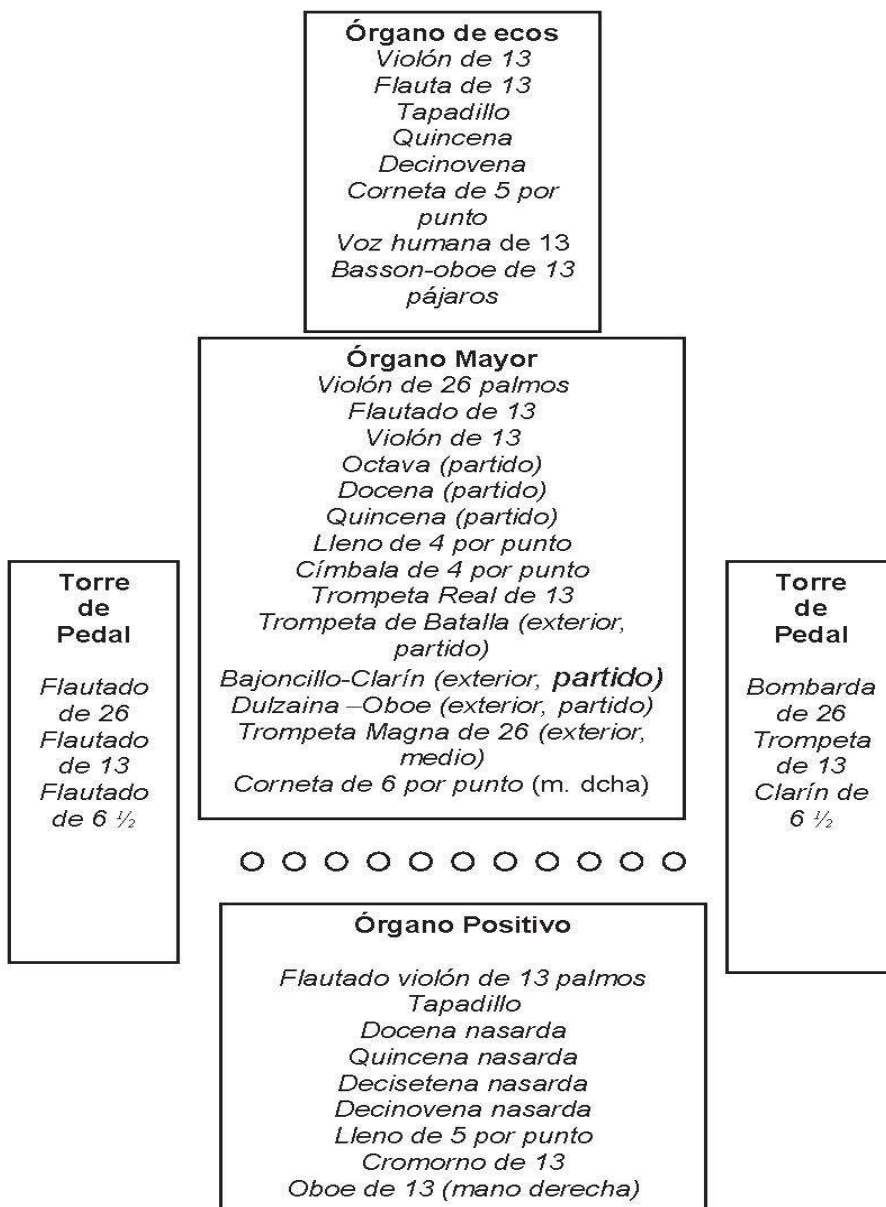 Órgano de ecos
Violón de 13
Flauta de 13
Tapadillo
Quincena
Decinovena
Corneta de 5 por
punto
Voz humana de 13
Basson-oboe de 13
pájaros
Órgano Mayor
Violón de 26 palmos
Flautado de 13
Violón de 13
Octava (partido)
Docena (partido)
Quincena (partido)
Lleno de 4 por punto
Címbala de 4 por punto
Trompeta Real de 13
Trompeta de Batalla (exterior,
partido)
Bajoncillo-Clarín (exterior, partido)
Dulzaina –Oboe (exterior, partido)
Trompeta Magna de 26 (exterior,
medio)
Corneta de 6 por punto (m. dcha)
Torre
de
Pedal
Flautado
de 26
Flautado
de 13
Flautado
de 6 ½
Torre
de
Pedal
Bombarda
de 26
Trompeta
de 13
Clarín de
6 ½
Órgano Positivo
Flautado violón de 13 palmos
Tapadillo
Docena nasarda
Quincena nasarda
Decisetena nasarda
Decinovena nasarda
Lleno de 5 por punto
Cromorno de 13
Oboe de 13 (mano derecha)